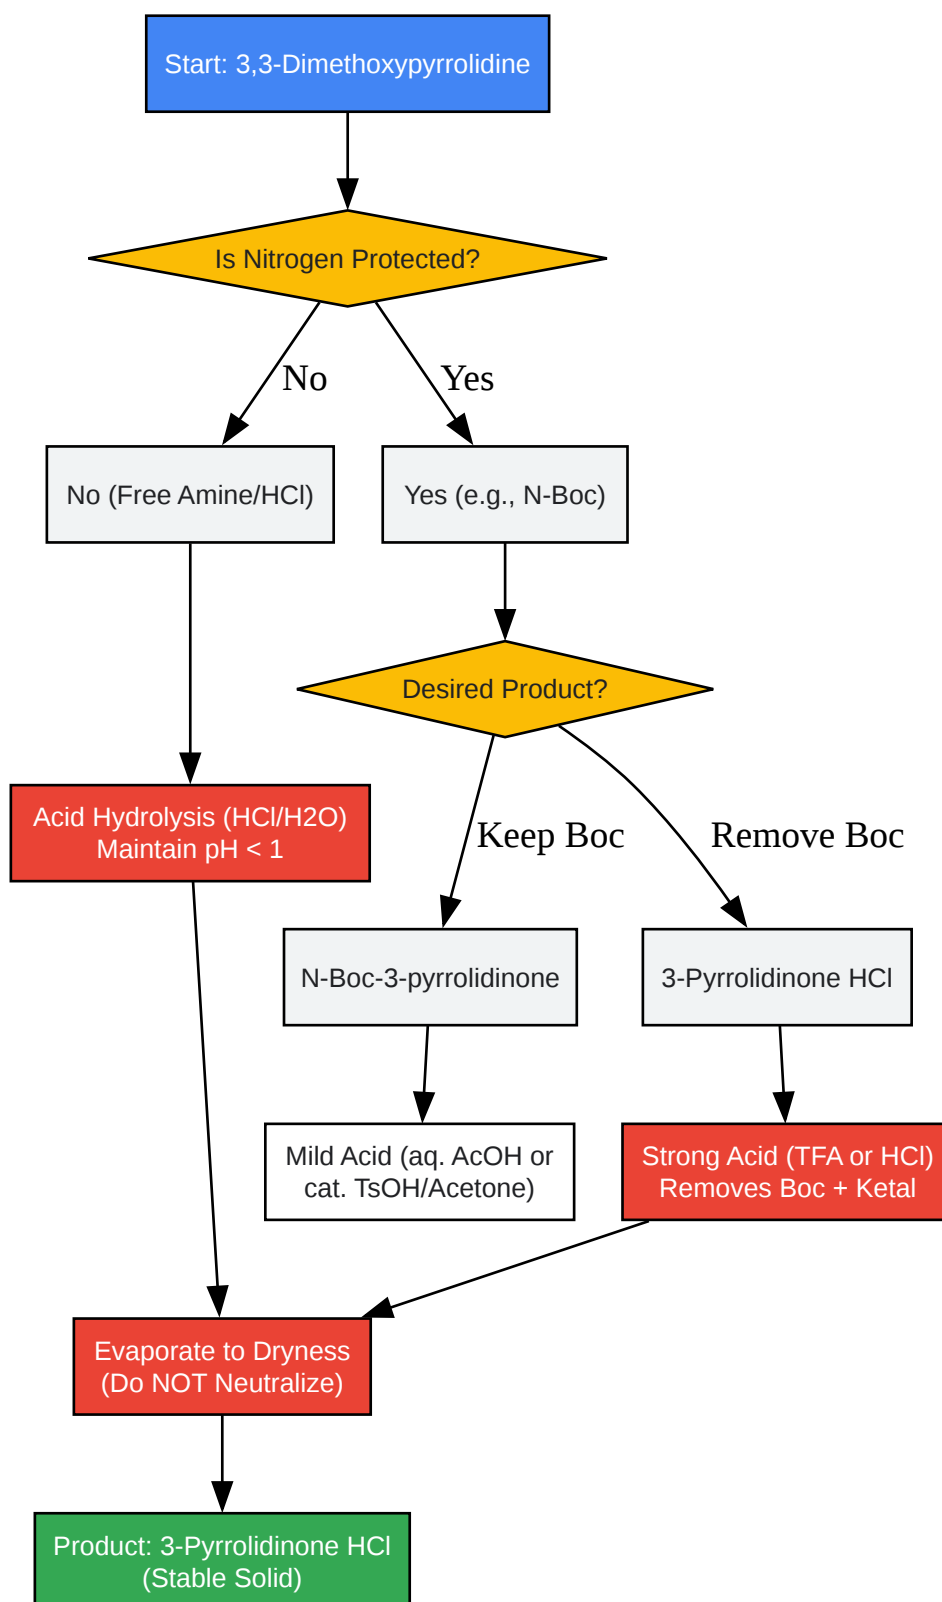 Start: 3,3-Dimethoxypyrrolidine
Is Nitrogen Protected?
No
Yes
No (Free Amine/HCl)
Yes (e.g., N-Boc)
Desired Product?
Acid Hydrolysis (HCl/H2O)
Maintain pH < 1
Keep Boc
Remove Boc
N-Boc-3-pyrrolidinone
3-Pyrrolidinone HCl
Mild Acid (aq. AcOH or
cat. TsOH/Acetone)
Strong Acid (TFA or HCl)
Removes Boc + Ketal
Evaporate to Dryness
(Do NOT Neutralize)
Product: 3-Pyrrolidinone HCl
(Stable Solid)